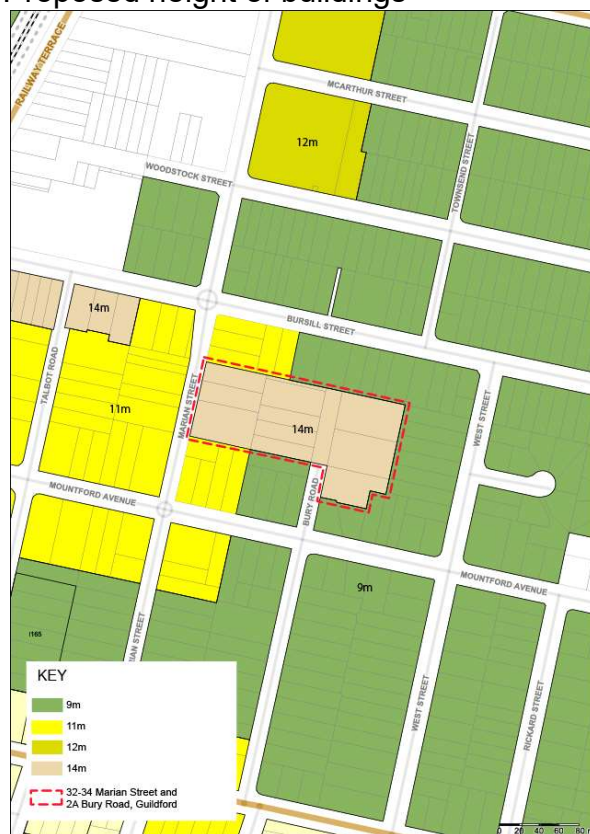 Proposed height of buildings
RAILWAY TERRACE
MCARTHUR STREET
12m
TOWNSEND STREET
WOODSTOCK STREET
14m
BURSILL STREET
TALBOT ROAD
11m
MARIAN STREET
14m
WEST STREET
MOUNTFORD AVENUE
BURY ROAD
9m
MOUNTFORD AVENUE
I165
RIAN STREET
WEST STREET
RICKARD STREET
KEY
9m
11m
12m
14m
32-34 Marian Street and
2A Bury Road, Guildford
0 20 40 60 80 m